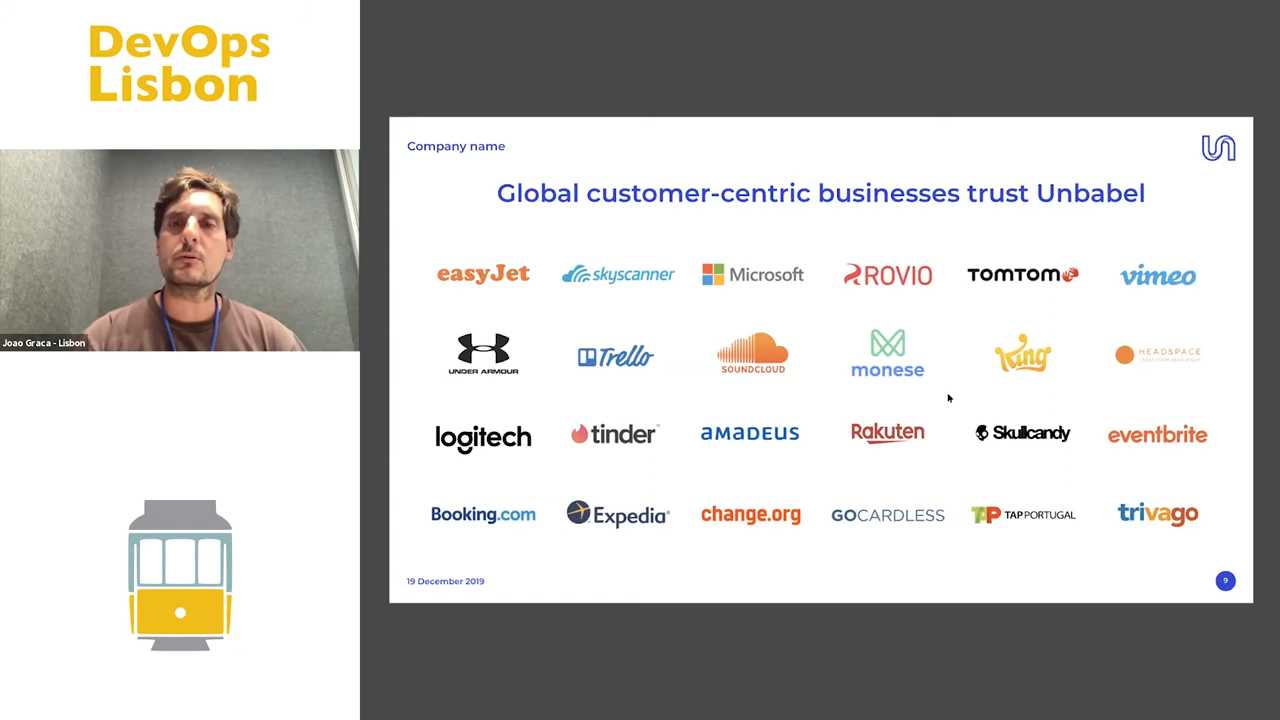 DevOps
Lisbon
Joao Graca - Lisbon
Company name
Global customer-centric businesses trust Unbabel
easyJet skyscanner Microsoft ROVIO TOMTOM vimeo
UNDER ARMOUR Trello SOUNDCLOUD monese King HEADSPACE
logitech tinder amadeus Rakuten Skullcandy eventbrite
Booking.com Expedia change.org GOCARDLESS TAP TAP PORTUGAL trivago
19 December 2019
9